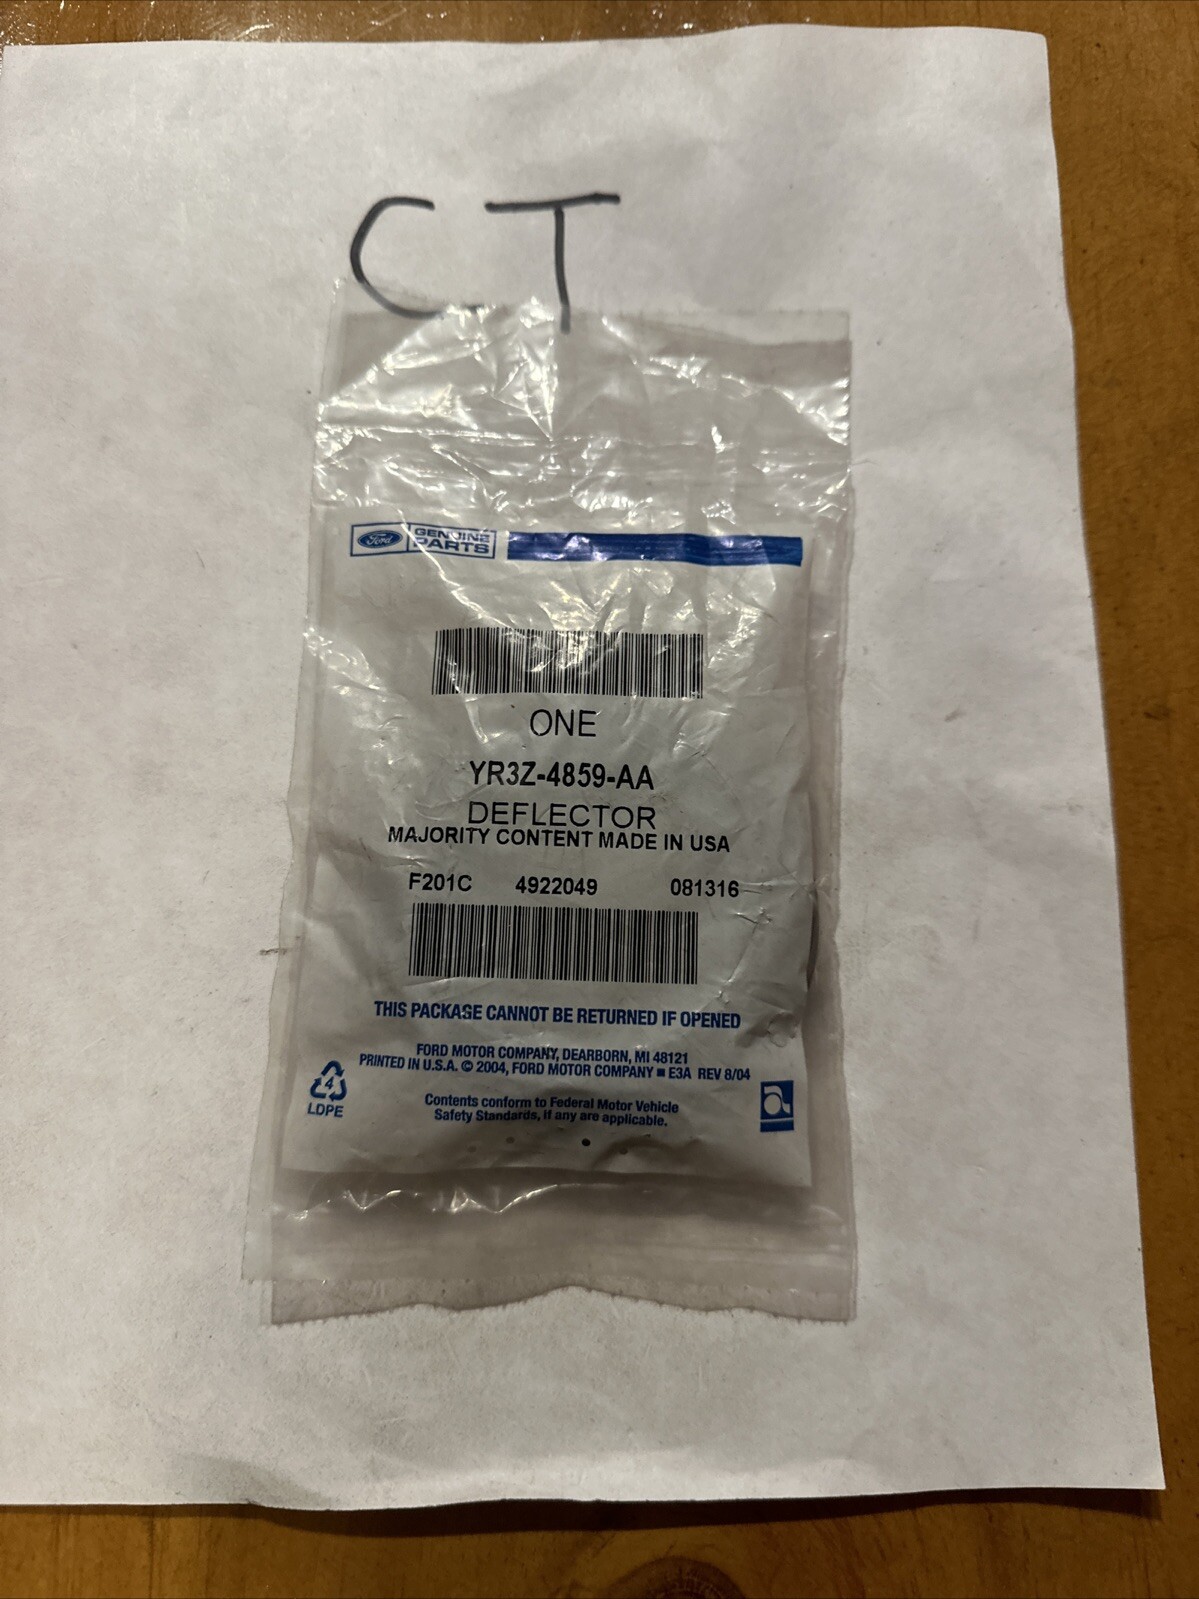 CT
Ford GENUINE PARTS
ONE
YR3Z-4859-AA
DEFLECTOR
MAJORITY CONTENT MADE IN USA
F201C 4922049 081316
THIS PACKAGE CANNOT BE RETURNED IF OPENED
FORD MOTOR COMPANY, DEARBORN, MI 48121
PRINTED IN U.S.A. © 2004, FORD MOTOR COMPANY ■ E3A REV 8/04
4
LDPE
Contents conform to Federal Motor Vehicle
Safety Standards, if any are applicable.